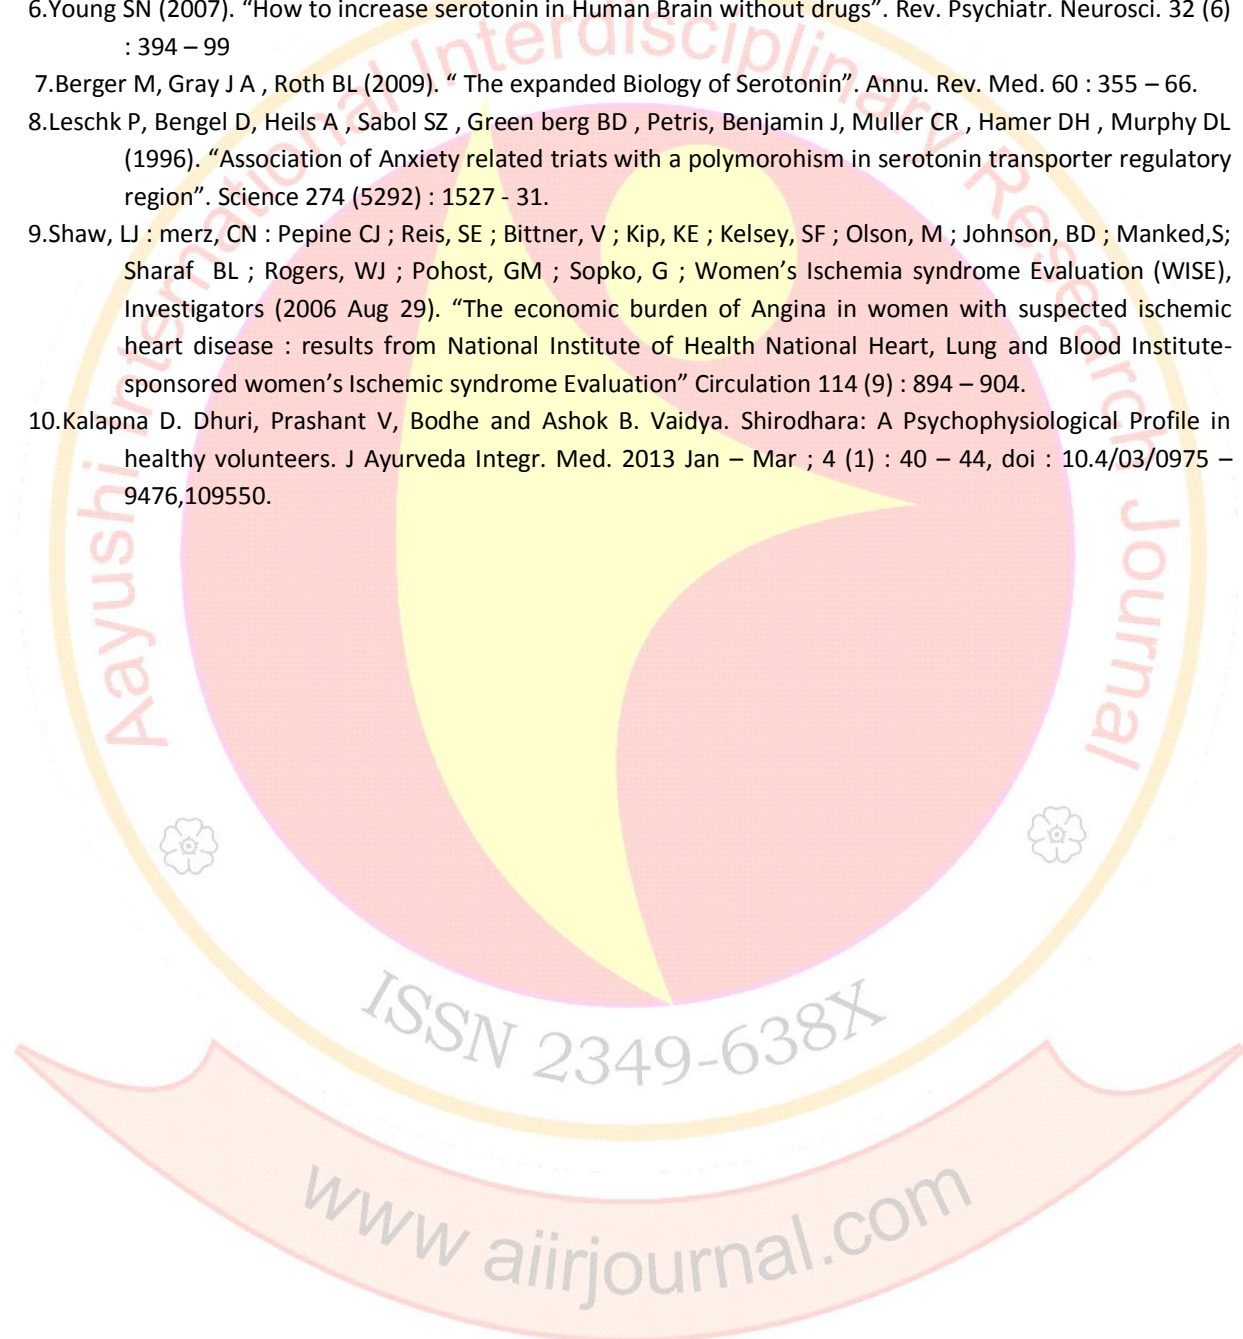 6.Young SN (2007). “How to increase serotonin in Human Brain without drugs”. Rev. Psychiatr. Neurosci. 32 (6)
: 394 – 99
7.Berger M, Gray J A , Roth BL (2009). “ The expanded Biology of Serotonin”. Annu. Rev. Med. 60 : 355 – 66.
8.Leschk P, Bengel D, Heils A , Sabol SZ , Green berg BD , Petris, Benjamin J, Muller CR , Hamer DH , Murphy DL
(1996). “Association of Anxiety related triats with a polymorohism in serotonin transporter regulatory
region”. Science 274 (5292) : 1527 - 31.
9.Shaw, LJ : merz, CN : Pepine CJ ; Reis, SE ; Bittner, V ; Kip, KE ; Kelsey, SF ; Olson, M ; Johnson, BD ; Manked,S;
Sharaf BL ; Rogers, WJ ; Pohost, GM ; Sopko, G ; Women’s Ischemia syndrome Evaluation (WISE),
Investigators (2006 Aug 29). “The economic burden of Angina in women with suspected ischemic
heart disease : results from National Institute of Health National Heart, Lung and Blood Institute-
sponsored women’s Ischemic syndrome Evaluation” Circulation 114 (9) : 894 – 904.
10.Kalapna D. Dhuri, Prashant V, Bodhe and Ashok B. Vaidya. Shirodhara: A Psychophysiological Profile in
healthy volunteers. J Ayurveda Integr. Med. 2013 Jan – Mar ; 4 (1) : 40 – 44, doi : 10.4/03/0975 –
9476,109550.
Aayushi International Interdisciplinary Research Journal
ISSN 2349-638X
www aiirjournal.com